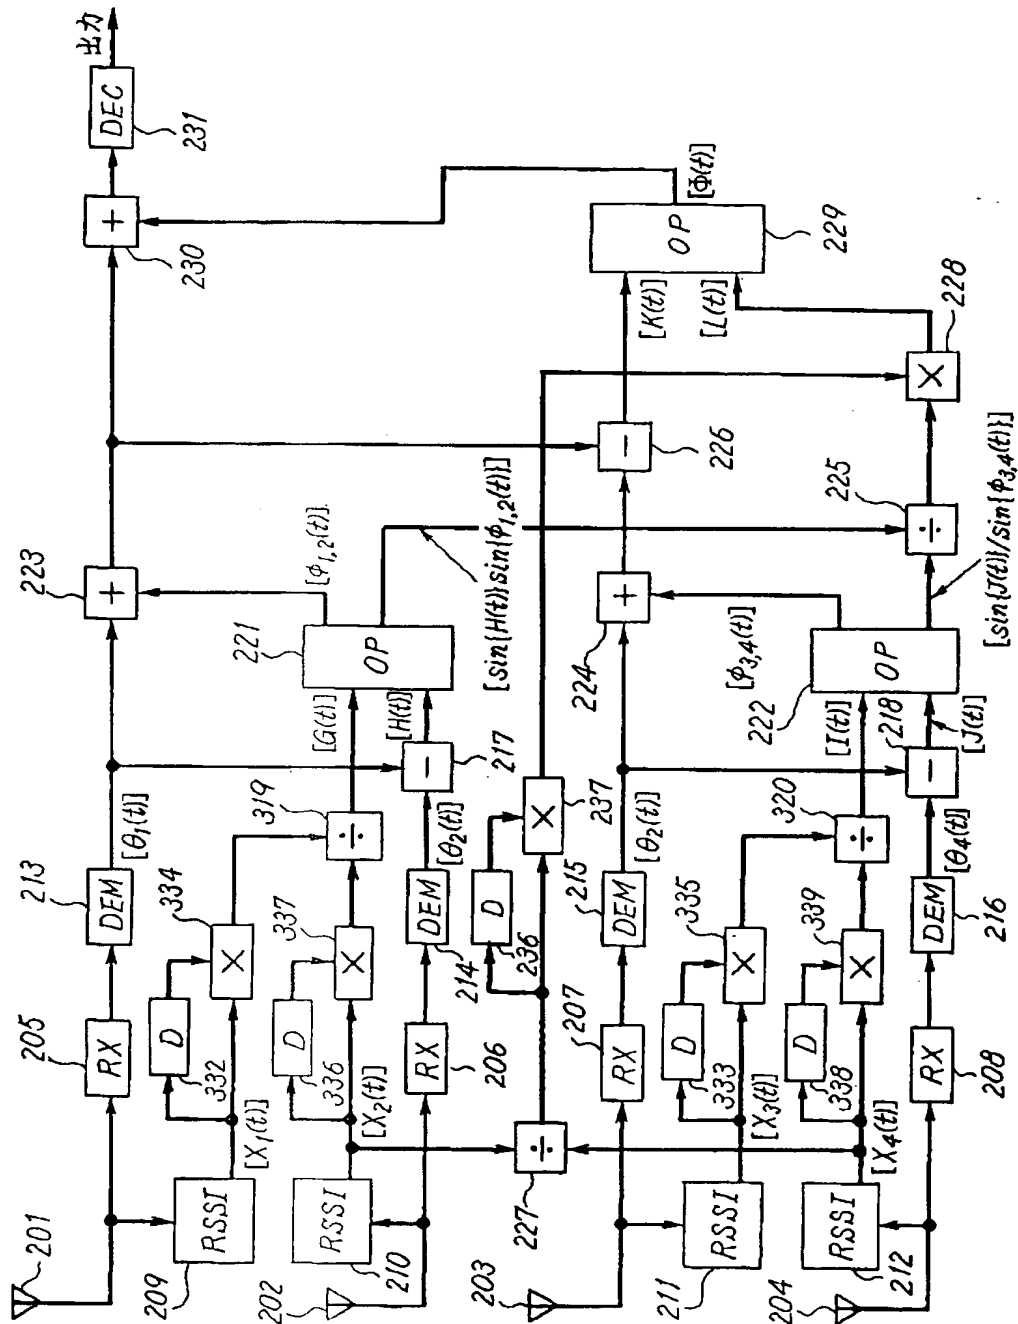 201
205
RX
213
DEM
[θ₁(t)]
223
+
+
230
DEC
231
出力
209
RSSI
[X₁(t)]
D
332
334
X
319
÷
[G(t)]
221
OP
[ϕ₁,₂(t)]
202
RSSI
210
[X₂(t)]
D
336
337
X
[H(t)]
−
217
[sin{H(t)}sin{ϕ₁,₂(t)}]
RX
206
DEM
214
[θ₂(t)]
÷
227
D
236
X
237
203
207
RX
215
DEM
[θ₂(t)]
224
+
−
226
[K(t)]
[L(t)]
OP
229
[Φ(t)]
211
RSSI
[X₃(t)]
D
333
335
X
320
÷
[I(t)]
222
OP
[ϕ₃,₄(t)]
÷
225
X
228
204
RSSI
212
[X₄(t)]
D
338
339
X
218
−
[J(t)]
[sin{J(t)}/sin{ϕ₃,₄(t)}]
RX
208
DEM
216
[θ₄(t)]